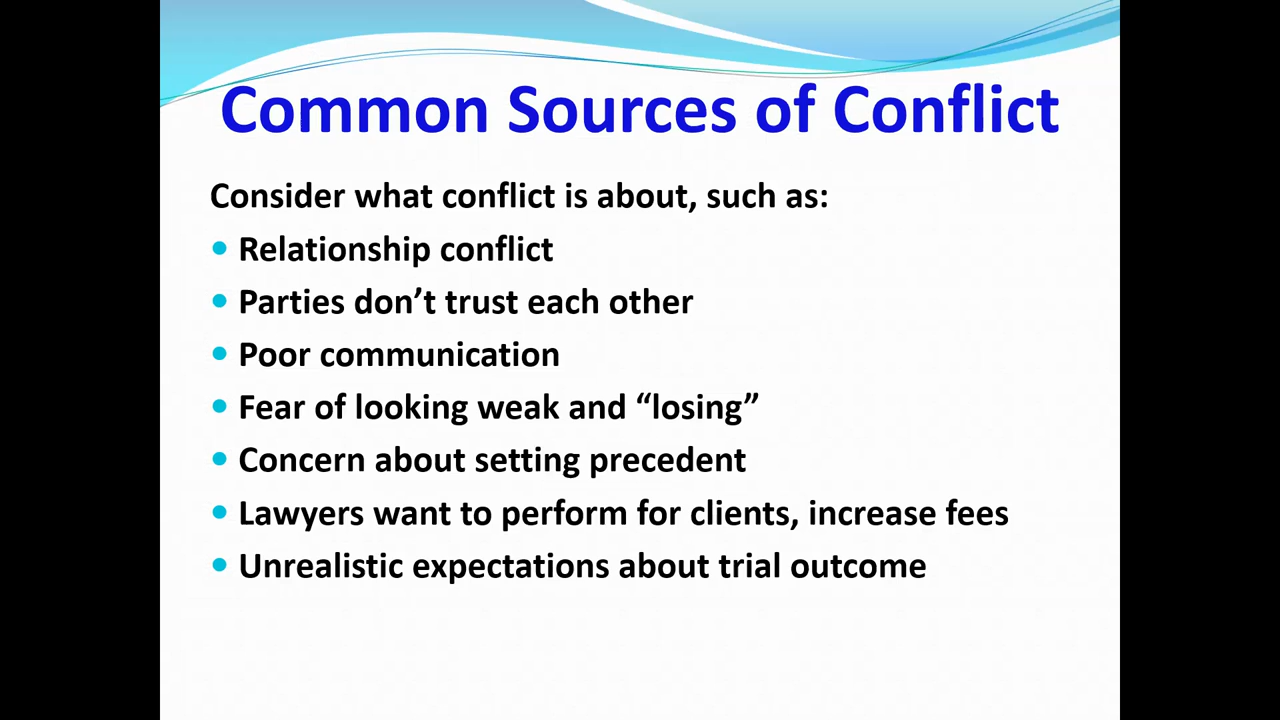 Common Sources of Conflict
Consider what conflict is about, such as:
• Relationship conflict
• Parties don’t trust each other
• Poor communication
• Fear of looking weak and “losing”
• Concern about setting precedent
• Lawyers want to perform for clients, increase fees
• Unrealistic expectations about trial outcome